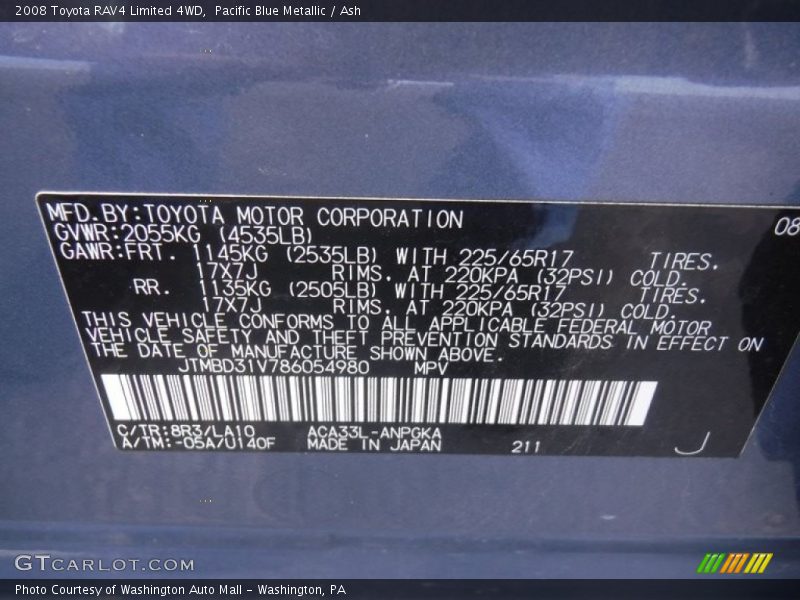 2008 Toyota RAV4 Limited 4WD,  Pacific Blue Metallic / Ash
MFD.BY:TOYOTA MOTOR CORPORATION 08
GVWR:2055KG (4535LB)
GAWR:FRT. 1145KG (2535LB) WITH 225/65R17 TIRES.
17X7J RIMS. AT 220KPA (32PSI) COLD.
RR. 1135KG (2505LB) WITH 225/65R17 TIRES.
17X7J RIMS. AT 220KPA (32PSI) COLD.
THIS VEHICLE CONFORMS TO ALL APPLICABLE FEDERAL MOTOR
VEHICLE SAFETY AND THEFT PREVENTION STANDARDS IN EFFECT ON
THE DATE OF MANUFACTURE SHOWN ABOVE.
JTMBD31V786054980 MPV
C/TR:8R3/LA10 ACA33L-ANPGKA
A/TM:-05A/U140F MADE IN JAPAN 211 J
GTCARLOT.COM
Photo Courtesy of Washington Auto Mall - Washington, PA